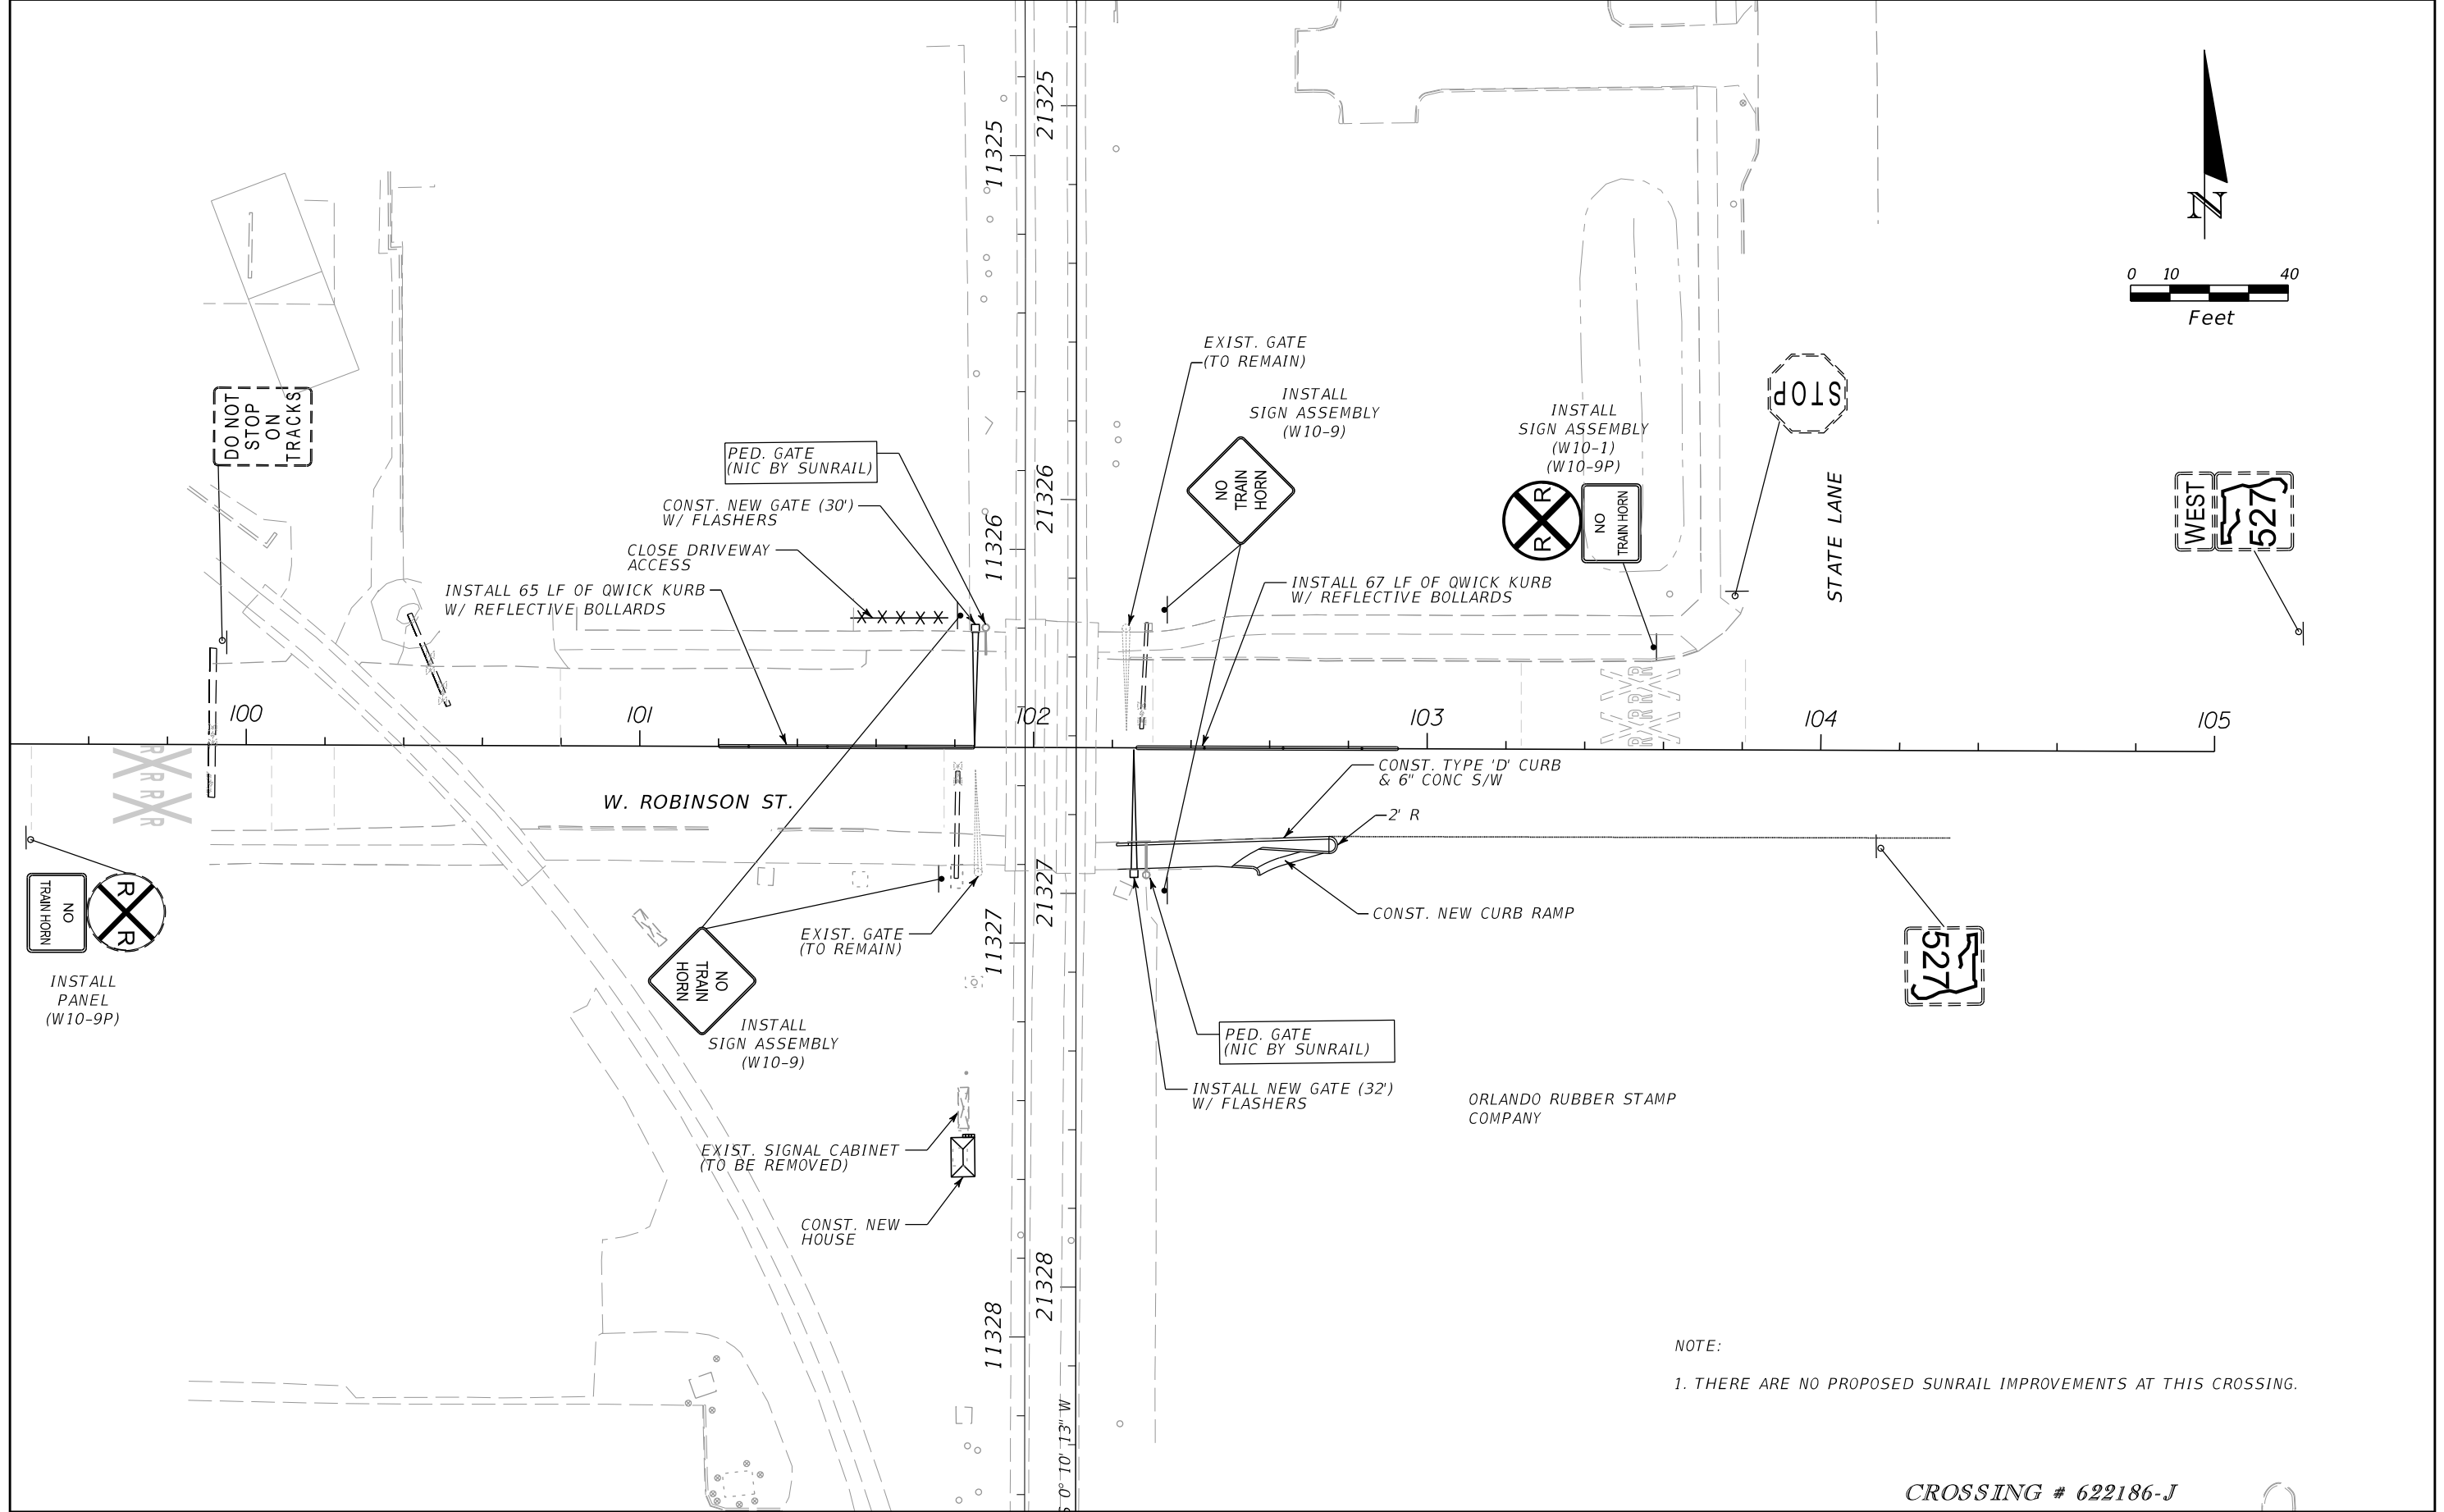 21325
11325
0 10 40
Feet
N
EXIST. GATE
(TO REMAIN)
INSTALL
SIGN ASSEMBLY
(W10-9)
INSTALL
SIGN ASSEMBLY
(W10-1)
(W10-9P)
STOP
DO NOT
STOP
ON
TRACKS
PED. GATE
(NIC BY SUNRAIL)
NO
TRAIN
HORN
R R
NO
TRAIN HORN
STATE LANE
WEST
527
CONST. NEW GATE (30')
W/ FLASHERS
21326
11326
CLOSE DRIVEWAY
ACCESS
X X X X X
INSTALL 65 LF OF QWICK KURB
W/ REFLECTIVE BOLLARDS
INSTALL 67 LF OF QWICK KURB
W/ REFLECTIVE BOLLARDS
RXR RXR
100 101 102 103 104 105
RXR RXR
CONST. TYPE 'D' CURB
& 6" CONC S/W
W. ROBINSON ST.
2' R
21327
11327
CONST. NEW CURB RAMP
NO
TRAIN HORN
R R
EXIST. GATE
(TO REMAIN)
527
NO
TRAIN
HORN
INSTALL
PANEL
(W10-9P)
INSTALL
SIGN ASSEMBLY
(W10-9)
PED. GATE
(NIC BY SUNRAIL)
INSTALL NEW GATE (32')
W/ FLASHERS
ORLANDO RUBBER STAMP
COMPANY
EXIST. SIGNAL CABINET
(TO BE REMOVED)
CONST. NEW
HOUSE
21328
11328
NOTE:
1. THERE ARE NO PROPOSED SUNRAIL IMPROVEMENTS AT THIS CROSSING.
S 0° 10' 13" W
CROSSING # 622186-J